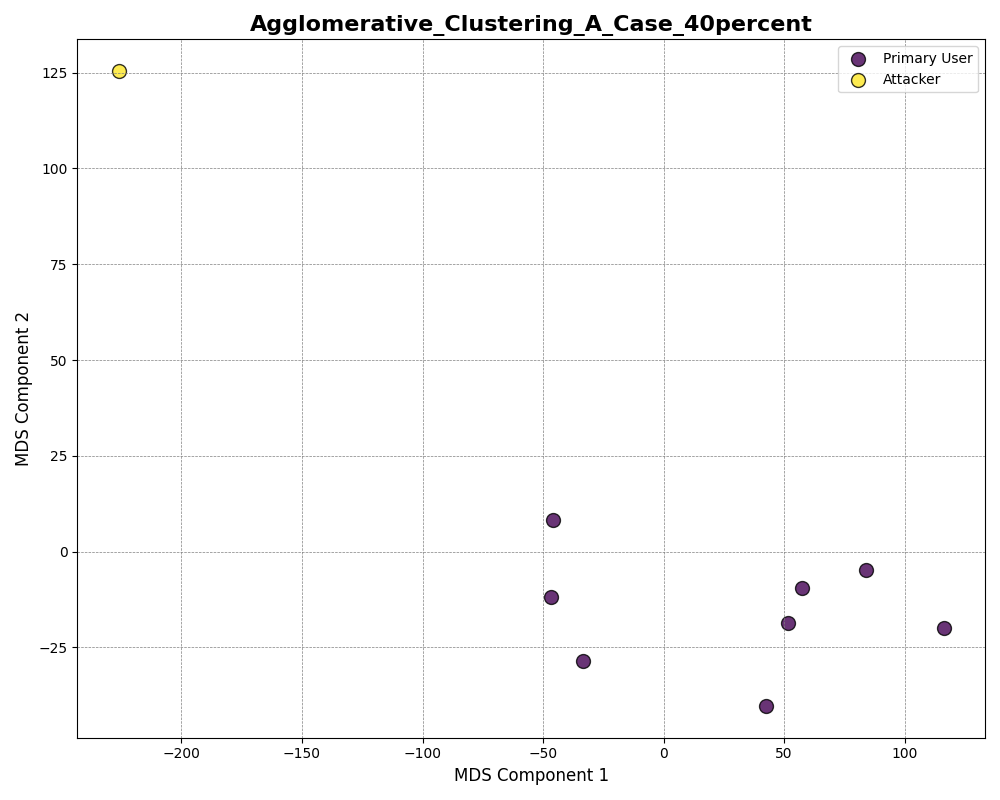 Agglomerative_Clustering_A_Case_40percent
Primary User
Attacker
125
100
75
50
25
0
−25
MDS Component 2
−200
−150
−100
−50
0
50
100
MDS Component 1